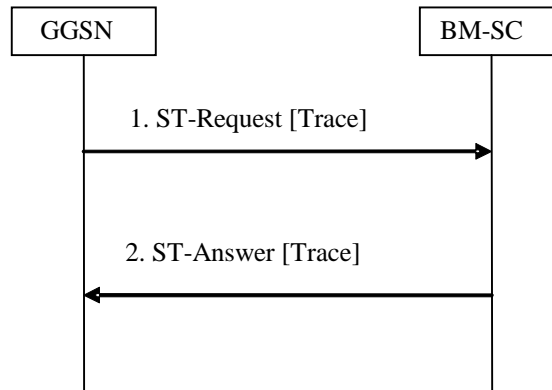 GGSN
BM-SC
1. ST-Request [Trace]
2. ST-Answer [Trace]